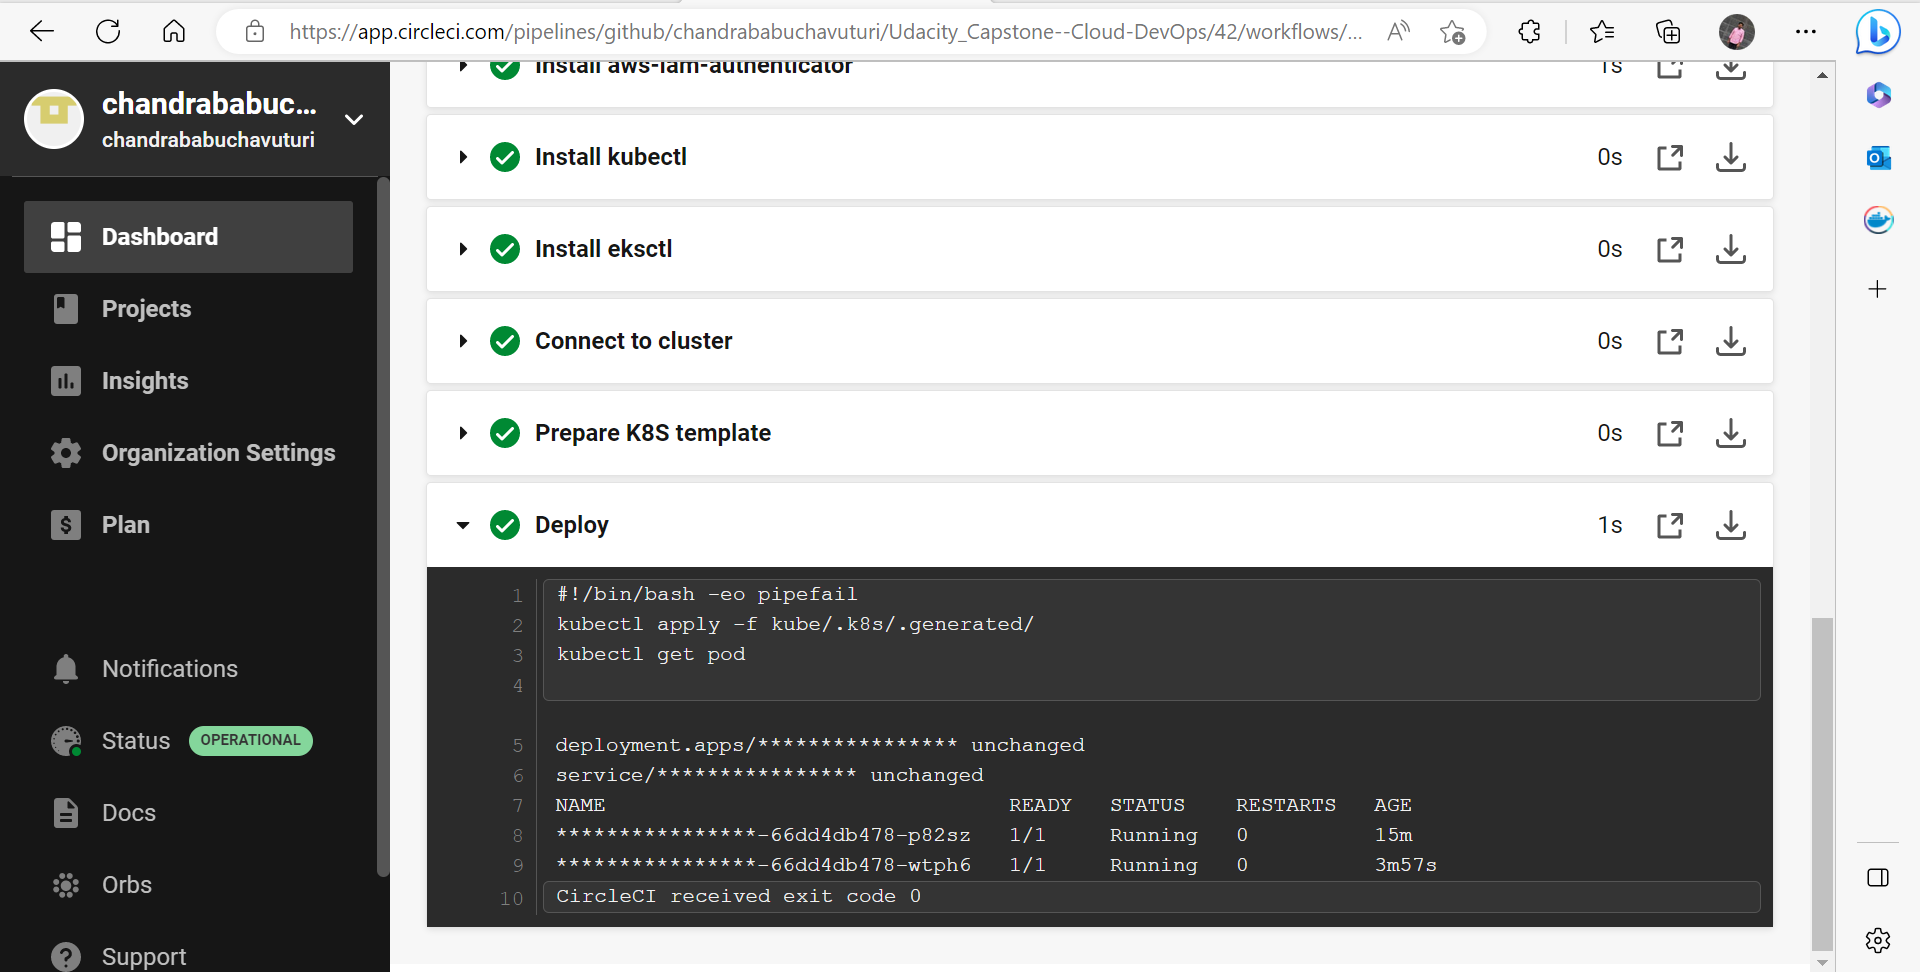 https://app.circleci.com/pipelines/github/chandrababuchavuturi/Udacity_Capstone--Cloud-DevOps/42/workflows/...
chandrababuc...
chandrababuchavuturi
Dashboard
Projects
Insights
Organization Settings
Plan
Notifications
Status OPERATIONAL
Docs
Orbs
Support
Install aws-iam-authenticator 1s
Install kubectl 0s
Install eksctl 0s
Connect to cluster 0s
Prepare K8S template 0s
Deploy 1s
1 #!/bin/bash -eo pipefail
2 kubectl apply -f kube/.k8s/.generated/
3 kubectl get pod
4
5 deployment.apps/**************** unchanged
6 service/**************** unchanged
7 NAME READY STATUS RESTARTS AGE
8 ****************-66dd4db478-p82sz 1/1 Running 0 15m
9 ****************-66dd4db478-wtph6 1/1 Running 0 3m57s
10 CircleCI received exit code 0